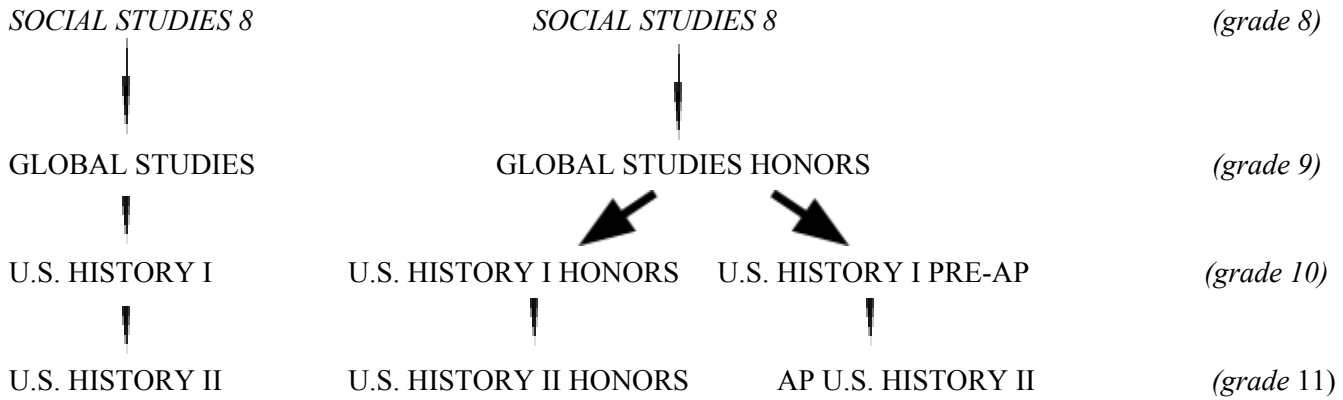 SOCIAL STUDIES 8 SOCIAL STUDIES 8 (grade 8)
GLOBAL STUDIES GLOBAL STUDIES HONORS (grade 9)
U.S. HISTORY I U.S. HISTORY I HONORS U.S. HISTORY I PRE-AP (grade 10)
U.S. HISTORY II U.S. HISTORY II HONORS AP U.S. HISTORY II (grade 11)